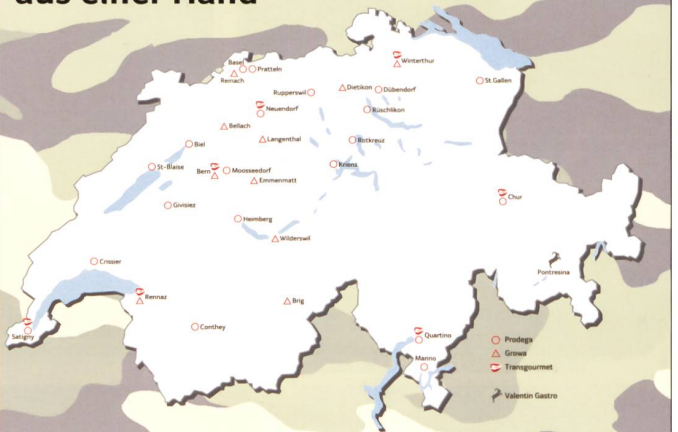 aus einer Hand
Winterthur
Basel
Pratteln
Reinach
St.Gallen
Dietikon
Dübendorf
Rupperswil
Neuendorf
Rüschlikon
Bellach
Langenthal
Rotkreuz
Biel
Kriens
St-Blaise
Bern
Moosseedorf
Emmenmatt
Chur
Givisiez
Heimberg
Wilderswil
Crissier
Pontresina
Rennaz
Brig
Conthey
Satigny
Quartino
Manno
Prodega
Growa
Transgourmet
Valentin Gastro